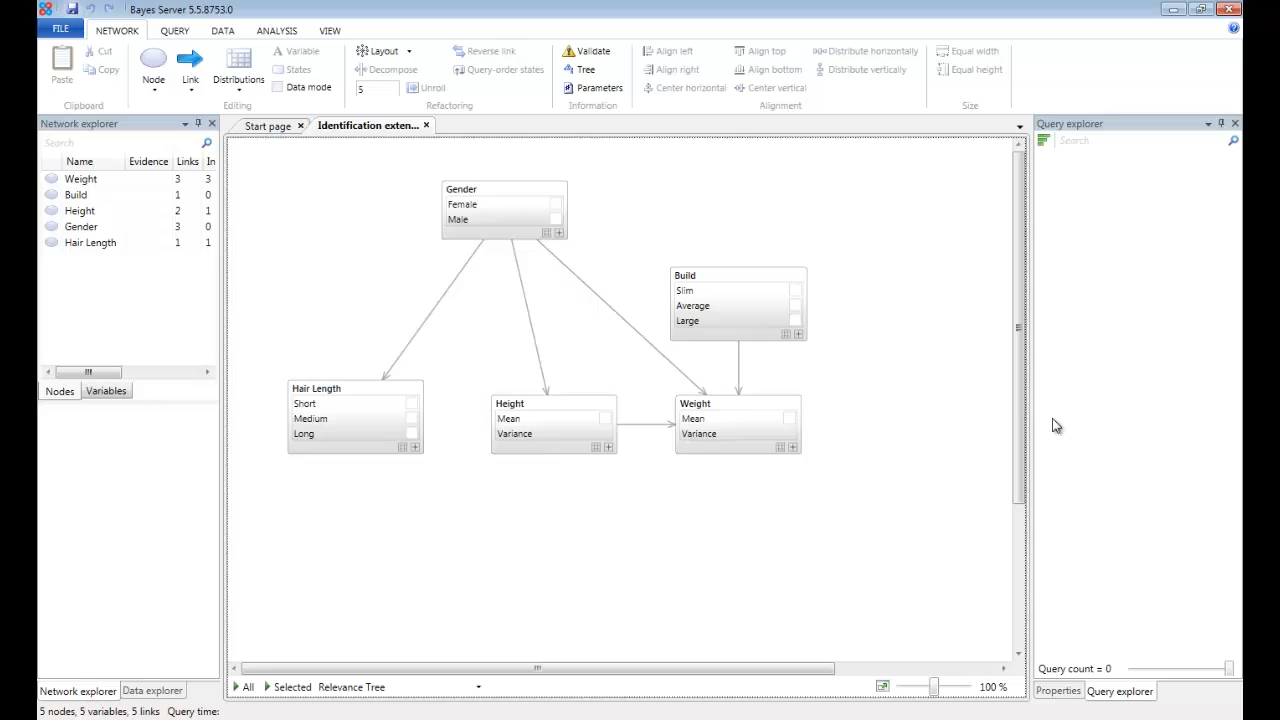 Bayes Server 5.5.8753.0
FILE NETWORK QUERY DATA ANALYSIS VIEW
Paste Cut Copy
Clipboard
Node Link Distributions Variable States Data mode
Editing
Layout Decompose 5 Unroll Reverse link Query-order states
Refactoring
Validate Tree Parameters
Information
Align left Align right Center horizontal Align top Align bottom Center vertical Distribute horizontally Distribute vertically
Alignment
Equal width Equal height
Size
Network explorer
Search
Name Evidence Links In
Weight 3 3
Build 1 0
Height 2 1
Gender 3 0
Hair Length 1 1
Nodes Variables
Start page Identification exten...
Gender
Female
Male
Build
Slim
Average
Large
Hair Length
Short
Medium
Long
Height
Mean
Variance
Weight
Mean
Variance
All Selected Relevance Tree 100 %
Query explorer
Search
Query count = 0
Properties Query explorer
Network explorer Data explorer
5 nodes, 5 variables, 5 links Query time: